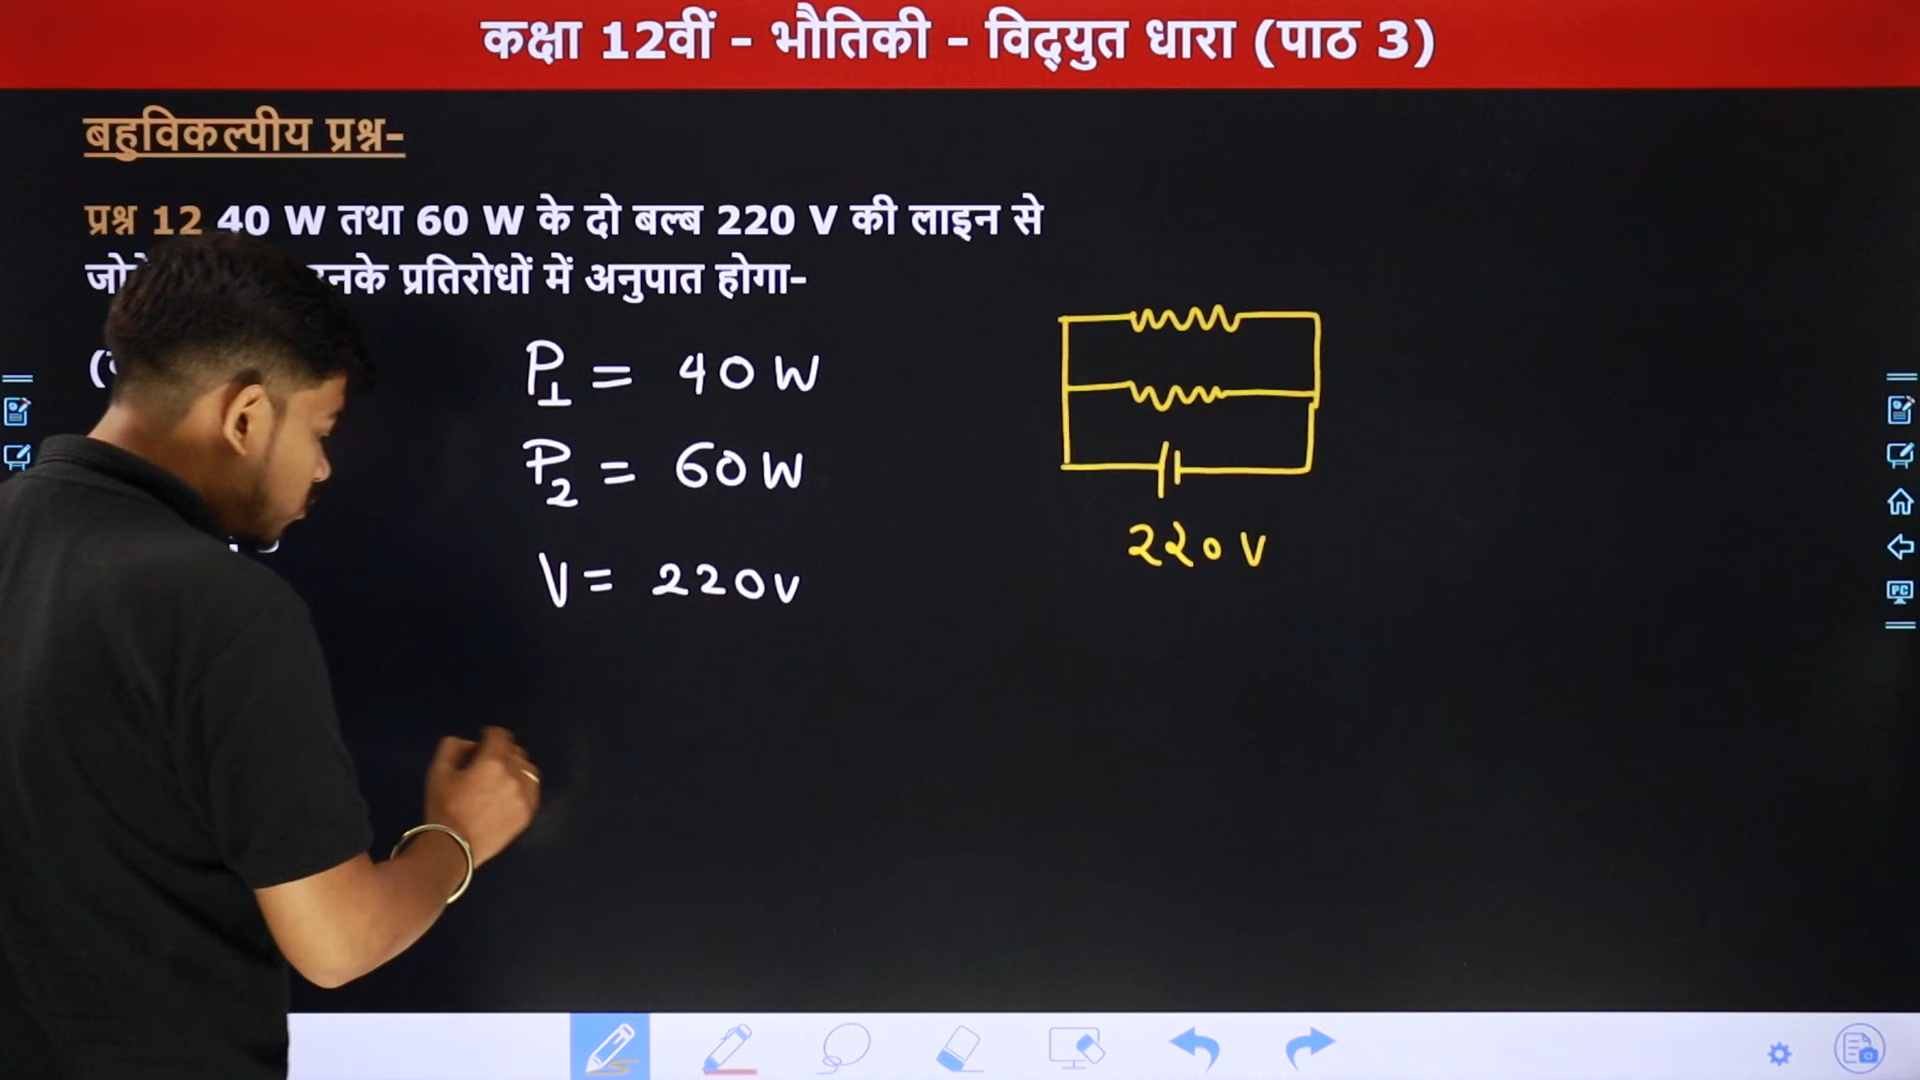 कक्षा 12वीं - भौतिकी - विद्युत धारा (पाठ 3)
बहुविकल्पीय प्रश्न-
प्रश्न 12 40 W तथा 60 W के दो बल्ब 220 V की लाइन से
के प्रतिरोधों में अनुपात होगा-
P1 = 40 W
P2 = 60 W
V = 220 v
220 V
PC